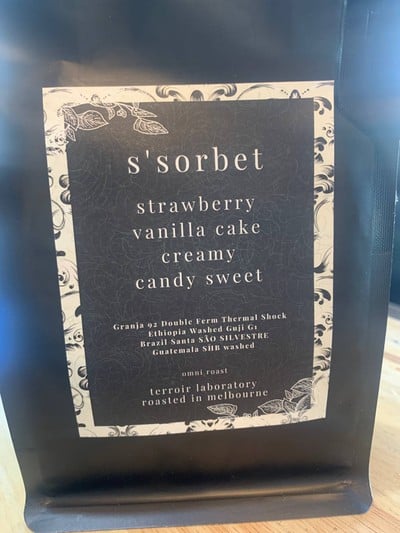 s'sorbet
strawberry
vanilla cake
creamy
candy sweet
Granja 92 Double Ferm Thermal Shock
Ethiopia Washed Guji G1
Brazil Santa SÃO SILVESTRE
Guatemala SHB washed
omni roast
terroir laboratory
roasted in melbourne